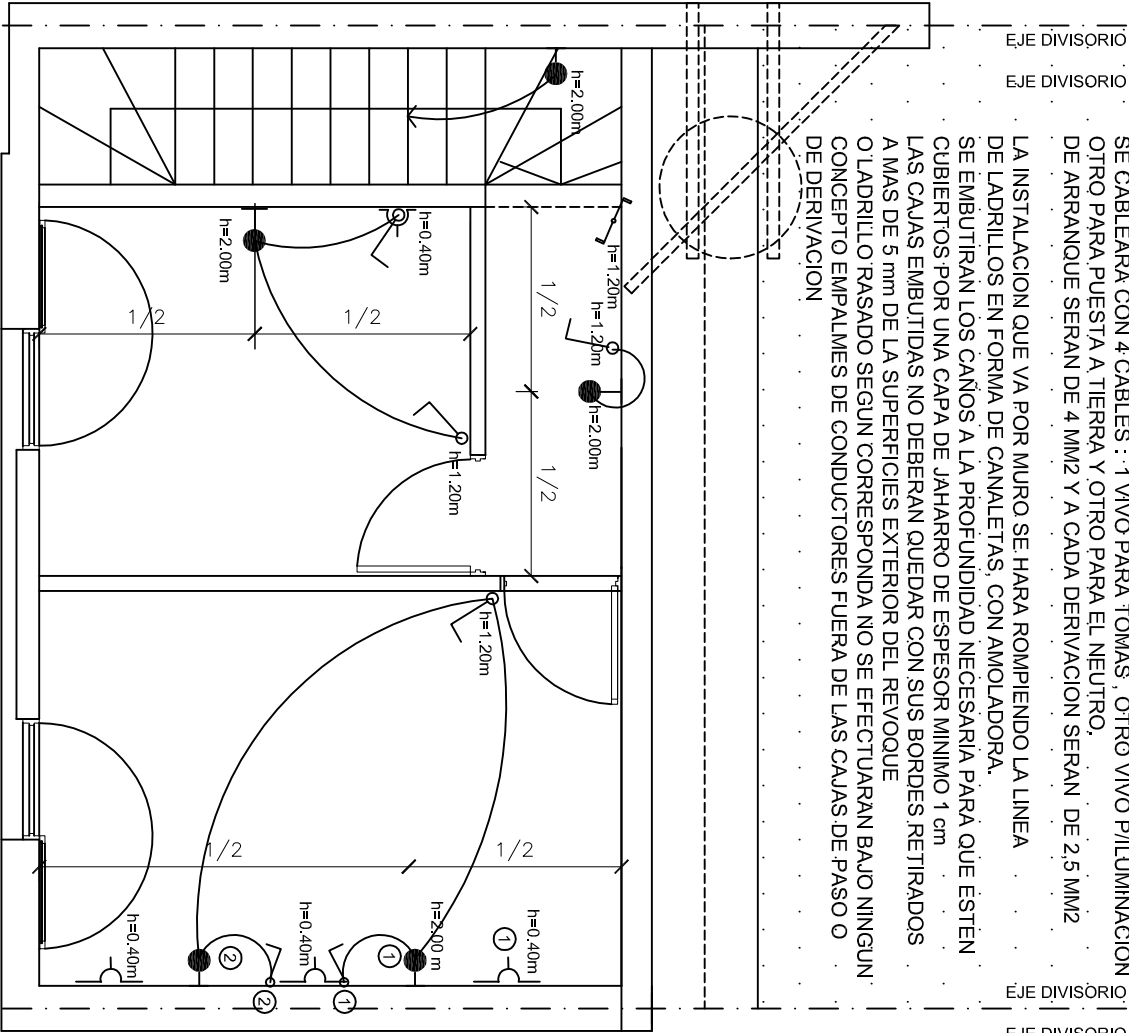 EJE DIVISORIO
EJE DIVISORIO
SE CABLEARA CON 4 CABLES : 1 VIVO PARA TOMAS , OTRO VIVO P/ILUMINACION
OTRO PARA PUESTA A TIERRA Y OTRO PARA EL NEUTRO.
DE ARRANQUE SERAN DE 4 MM2 Y A CADA DERIVACION SERAN DE 2,5 MM2
LA INSTALACION QUE VA POR MURO SE HARA ROMPIENDO LA LINEA
DE LADRILLOS EN FORMA DE CANALETAS, CON AMOLADORA.
SE EMBUTIRAN LOS CAÑOS A LA PROFUNDIDAD NECESARIA PARA QUE ESTEN
CUBIERTOS POR UNA CAPA DE JAHARRO DE ESPESOR MINIMO 1 cm
LAS CAJAS EMBUTIDAS NO DEBERAN QUEDAR CON SUS BORDES RETIRADOS
A MAS DE 5 mm DE LA SUPERFICIES EXTERIOR DEL REVOQUE
O LADRILLO RASADO SEGUN CORRESPONDA NO SE EFECTUARAN BAJO NINGUN
CONCEPTO EMPALMES DE CONDUCTORES FUERA DE LAS CAJAS DE PASO O
DE DERIVACION
h=2.00m
h=1.20m
h=1.20m
h=2.00m
1/2
1/2
h=0.40m
h=2.00m
1/2
1/2
h=1.20m
h=1.20m
1/2
1/2
h=0.40m
1
h=2.00 m
1
1
h=0.40m
2
2
h=0.40m
EJE DIVISORIO
EJE DIVISORIO